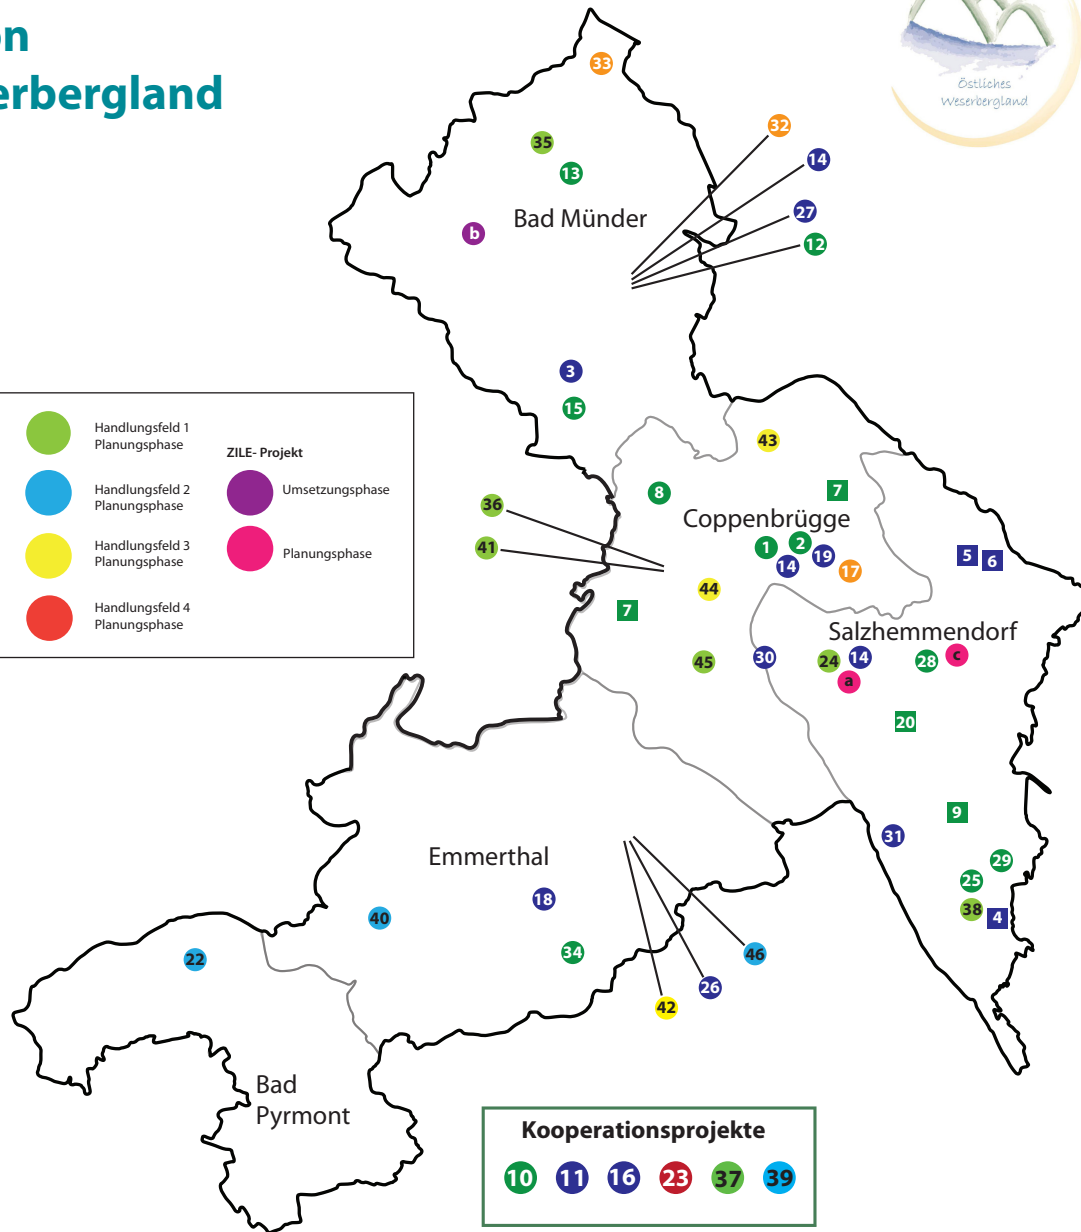 on
erbergland
Östliches
Weserbergland
33
32
35
14
13
Bad Münder
27
b
12
3
15
Handlungsfeld 1
Planungsphase
ZILE- Projekt
Handlungsfeld 2
Planungsphase
Umsetzungsphase
Handlungsfeld 3
Planungsphase
Planungsphase
Handlungsfeld 4
Planungsphase
43
36
8
7
Coppenbrügge
41
1
2
14
19
17
5
6
44
7
Salzhemmendorf
45
30
24
14
28
c
a
20
9
31
Emmerthal
29
25
18
38
4
40
34
46
22
26
42
Bad
Pyrmont
Kooperationsprojekte
10 11 16 23 37 39